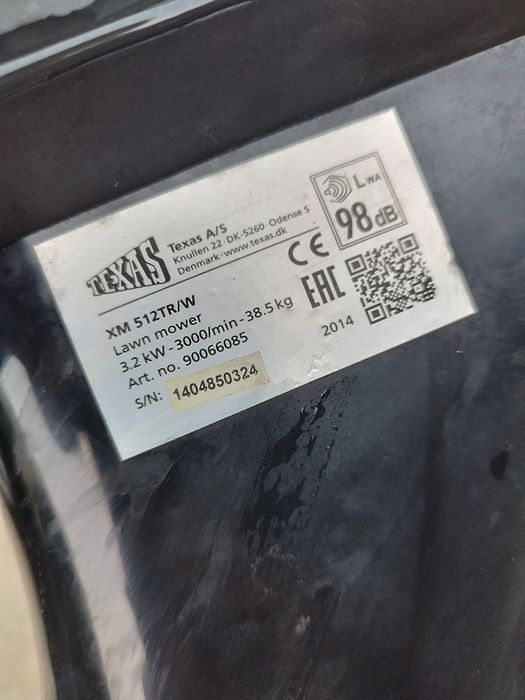 TEXAS
Texas A/S
Knullen 22 · DK-5260 · Odense S
Denmark · www.texas.dk
LWA
98 dB
XM 512TR/W
Lawn mower
3.2 kW - 3000/min - 38.5 kg
Art. no. 90066085
S/N: 1404850324
CE
EAC
2014